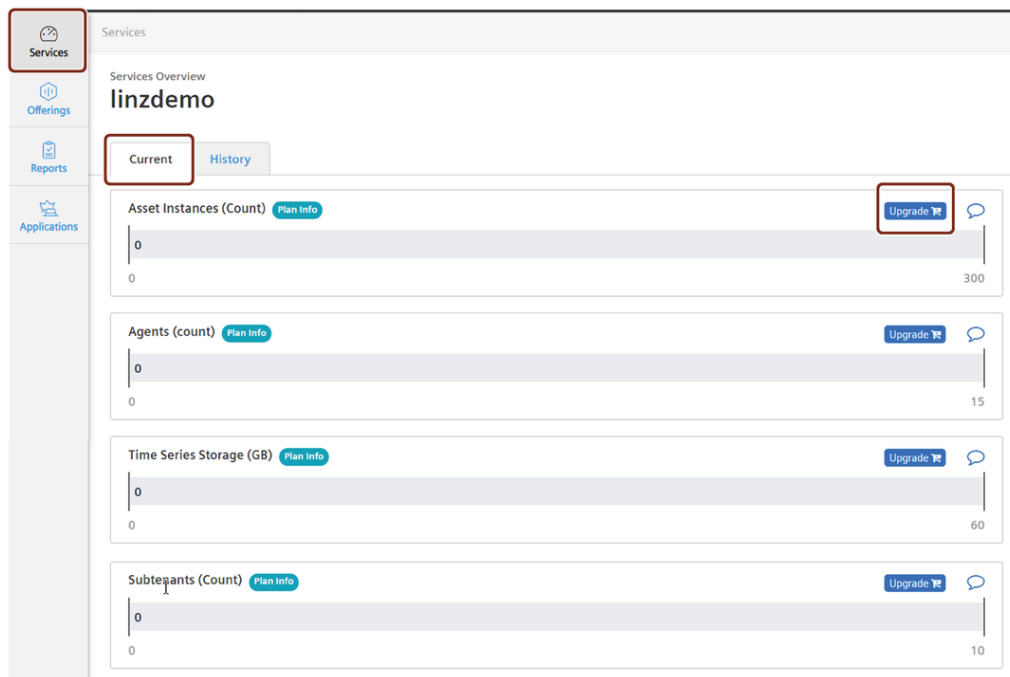 Services
Services
Offerings
Reports
Applications
Services Overview
linzdemo
Current
History
Asset Instances (Count) Plan Info Upgrade
0
0 300
Agents (count) Plan Info Upgrade
0
0 15
Time Series Storage (GB) Plan Info Upgrade
0
0 60
Subtenants (Count) Plan Info Upgrade
0
0 10